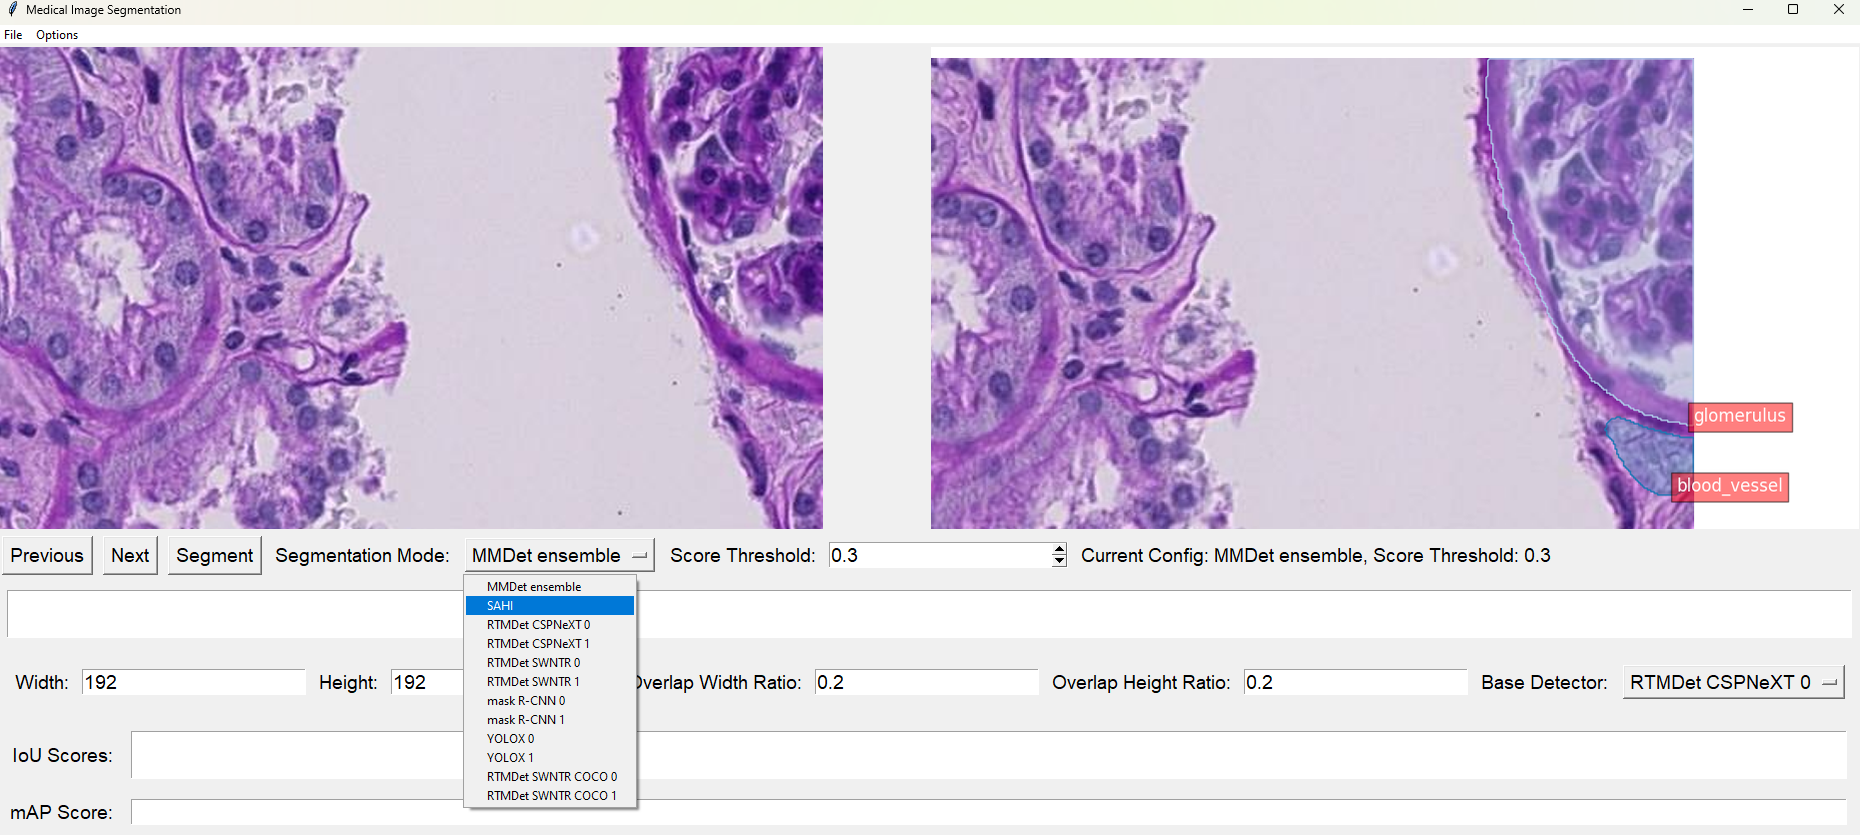 Medical Image Segmentation
File Options
glomerulus
blood_vessel
Previous Next Segment Segmentation Mode: MMDet ensemble Score Threshold: 0.3 Current Config: MMDet ensemble, Score Threshold: 0.3
MMDet ensemble
SAHI
RTMDet CSPNeXT 0
RTMDet CSPNeXT 1
RTMDet SWNTR 0
RTMDet SWNTR 1
mask R-CNN 0
mask R-CNN 1
YOLOX 0
YOLOX 1
RTMDet SWNTR COCO 0
RTMDet SWNTR COCO 1
Width: 192 Height: 192 Overlap Width Ratio: 0.2 Overlap Height Ratio: 0.2 Base Detector: RTMDet CSPNeXT 0
IoU Scores:
mAP Score: